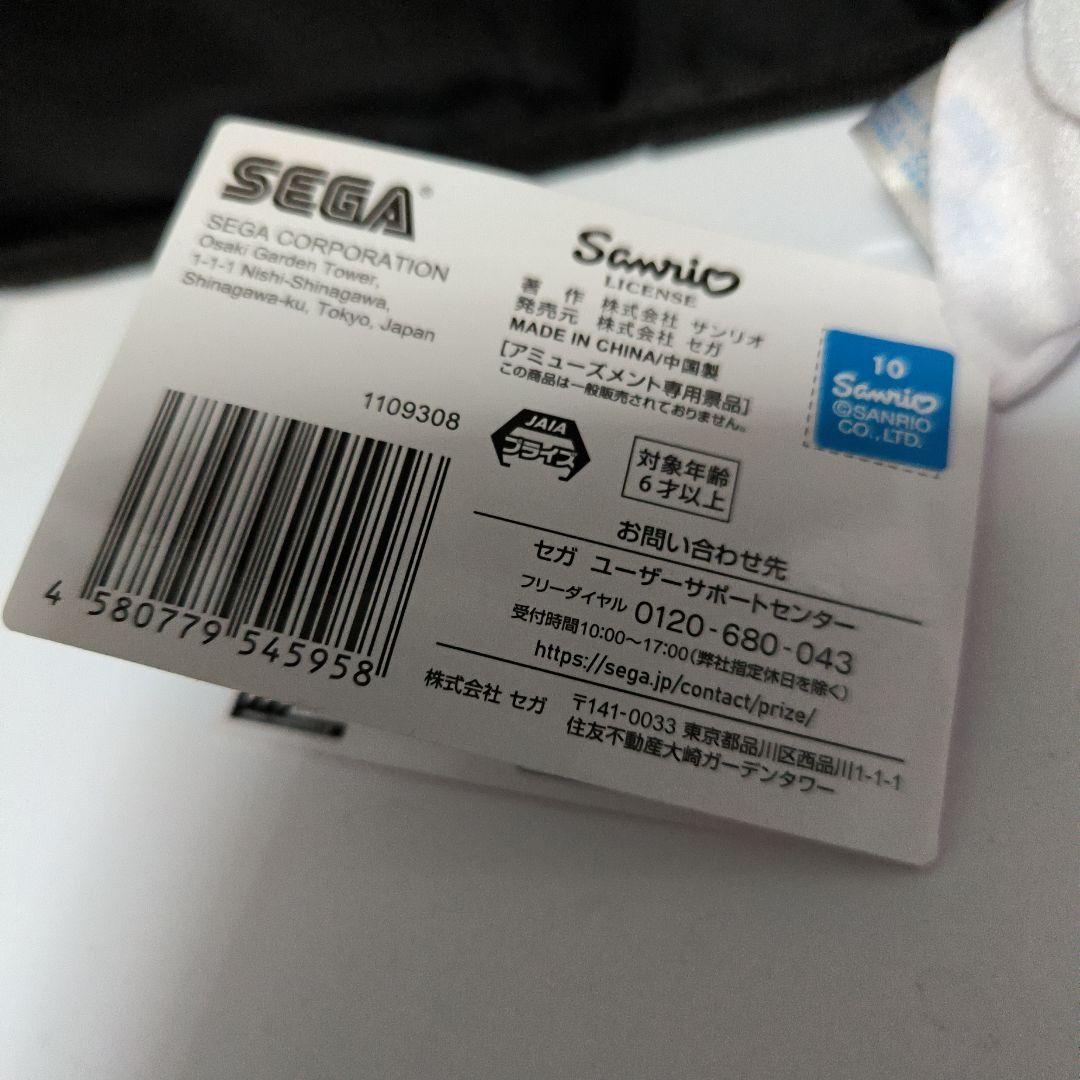 SEGA®
SEGA CORPORATION
Osaki Garden Tower,
1-1-1 Nishi-Shinagawa,
Shinagawa-ku, Tokyo, Japan
1109308
4 580779 545958
Sanrio
LICENSE
著作 株式会社 サンリオ
発売元 株式会社 セガ
MADE IN CHINA/中国製
[アミューズメント専用景品]
この商品は一般販売されておりません。
JAIA
プライズ
対象年齢
6才以上
10
Sanrio
©SANRIO
CO.,LTD.
お問い合わせ先
セガ ユーザーサポートセンター
フリーダイヤル 0120-680-043
受付時間10:00～17:00(弊社指定休日を除く)
https://sega.jp/contact/prize/
株式会社 セガ 〒141-0033 東京都品川区西品川1-1-1
住友不動産大崎ガーデンタワー